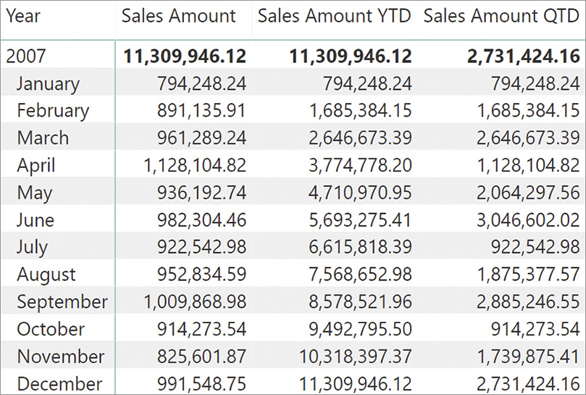 Year Sales Amount Sales Amount YTD Sales Amount QTD
2007 11,309,946.12 11,309,946.12 2,731,424.16
January 794,248.24 794,248.24 794,248.24
February 891,135.91 1,685,384.15 1,685,384.15
March 961,289.24 2,646,673.39 2,646,673.39
April 1,128,104.82 3,774,778.20 1,128,104.82
May 936,192.74 4,710,970.95 2,064,297.56
June 982,304.46 5,693,275.41 3,046,602.02
July 922,542.98 6,615,818.39 922,542.98
August 952,834.59 7,568,652.98 1,875,377.57
September 1,009,868.98 8,578,521.96 2,885,246.55
October 914,273.54 9,492,795.50 914,273.54
November 825,601.87 10,318,397.37 1,739,875.41
December 991,548.75 11,309,946.12 2,731,424.16